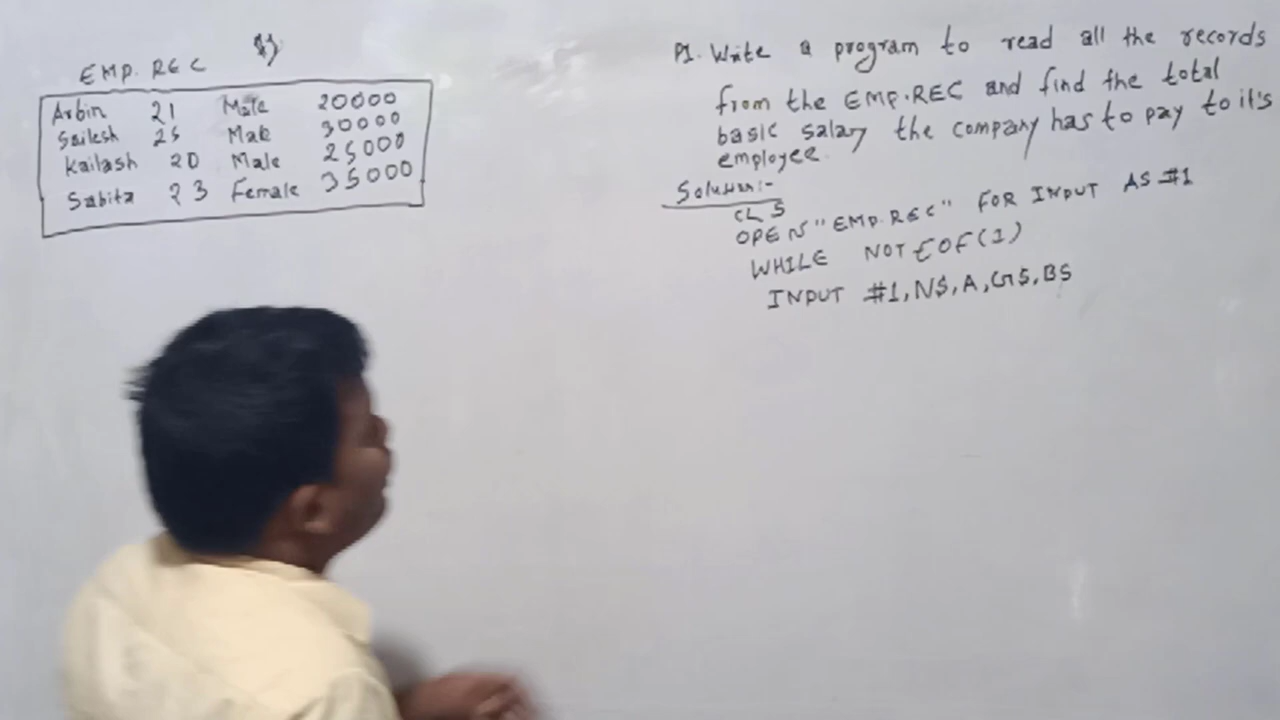 EMP. REC
Arbin 21 Male 20000
Sailesh 25 Male 30000
Kailash 20 Male 25000
Sabita 23 Female 35000
P1. Write a program to read all the records
from the EMP.REC and find the total
basic salary the company has to pay to it's
employee.
Solution:-
CLS
OPEN "EMP.REC" FOR INPUT AS #1
WHILE NOT EOF(1)
INPUT #1, N$, A, G$, BS